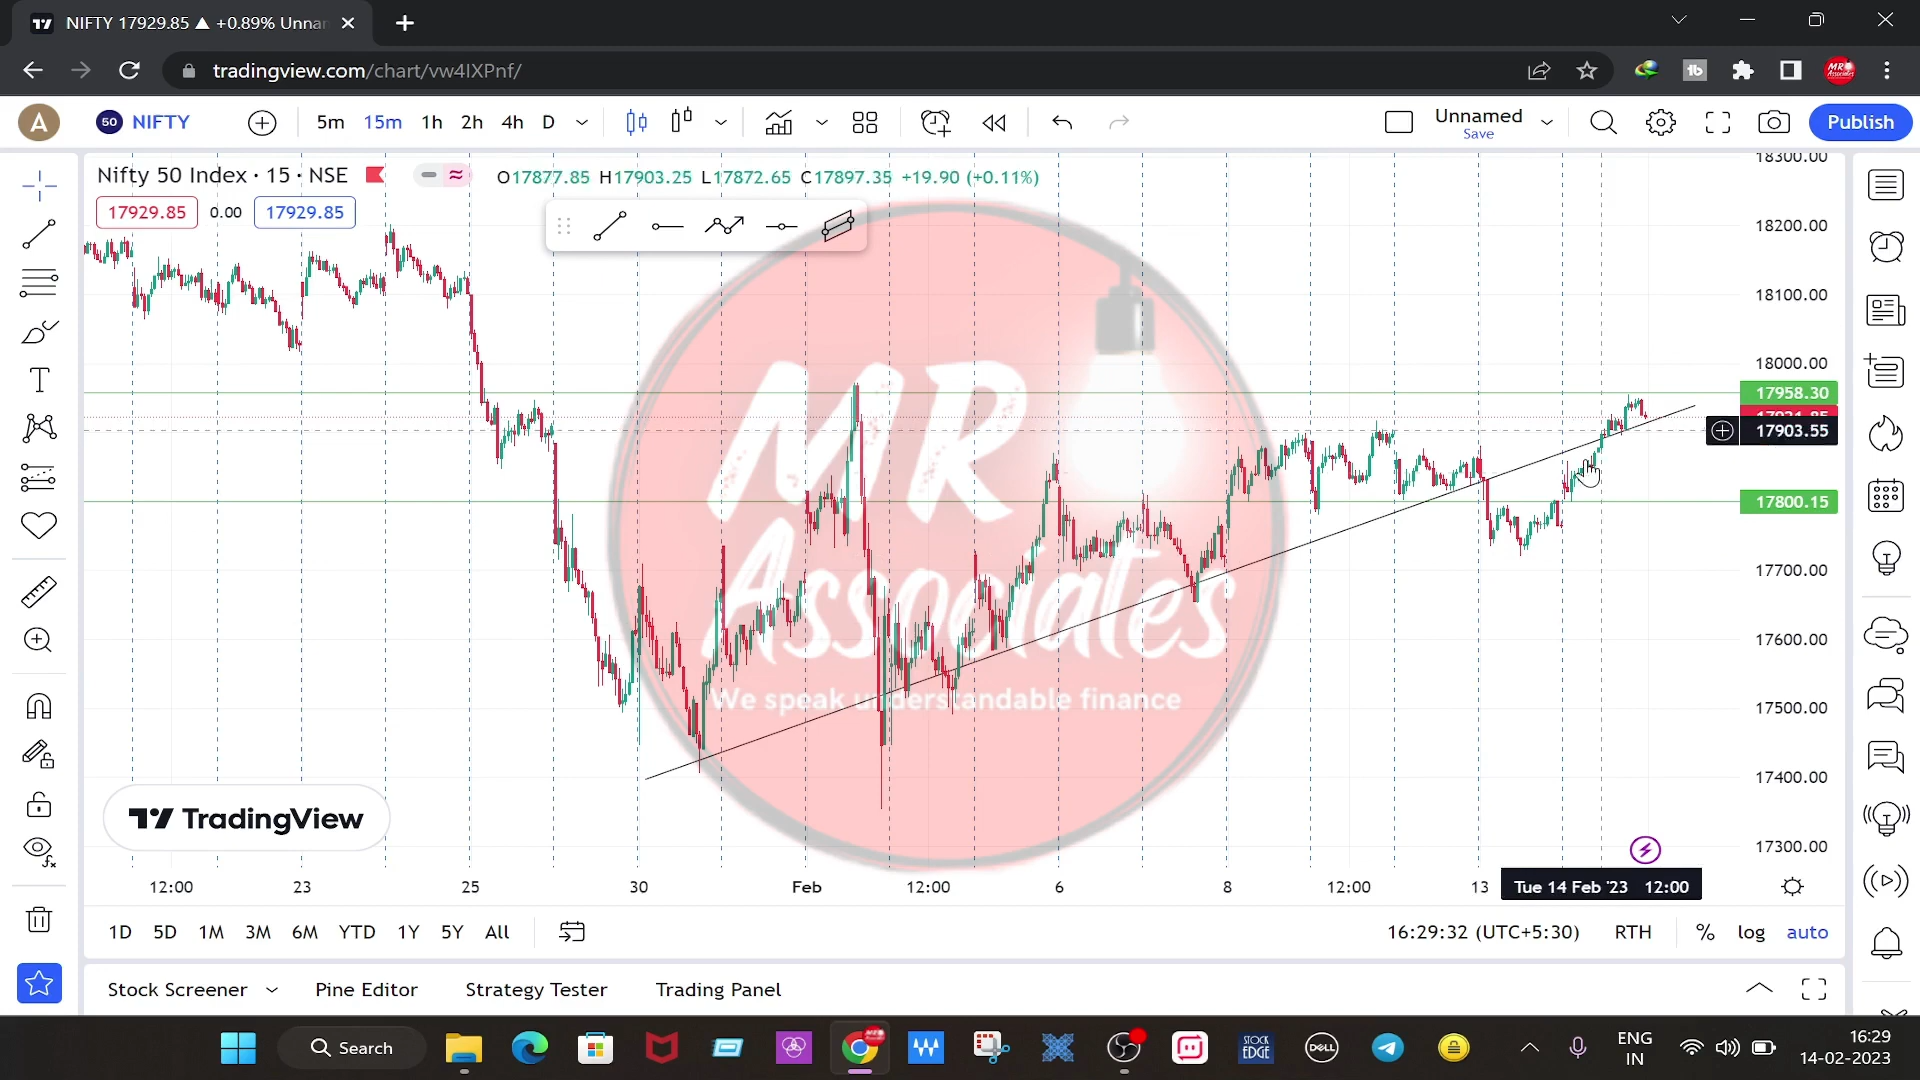 NIFTY 17929.85 ▲ +0.89% Unna
tradingview.com/chart/vw4IXPnf/
A
50 NIFTY
5m 15m 1h 2h 4h D
Unnamed
Save
Publish
Nifty 50 Index · 15 · NSE
O17877.85 H17903.25 L17872.65 C17897.35 +19.90 (+0.11%)
17929.85 0.00 17929.85
18300.00
18200.00
18100.00
18000.00
17958.30
17903.55
17800.15
17700.00
17600.00
17500.00
17400.00
17300.00
MR
Associates
We speak understandable finance
TradingView
12:00 23 25 30 Feb 12:00 6 8 12:00 13 Tue 14 Feb '23 12:00
1D 5D 1M 3M 6M YTD 1Y 5Y All
16:29:32 (UTC+5:30) RTH % log auto
Stock Screener Pine Editor Strategy Tester Trading Panel
Search
STOCK
EDGE
DELL
ENG
IN
16:29
14-02-2023